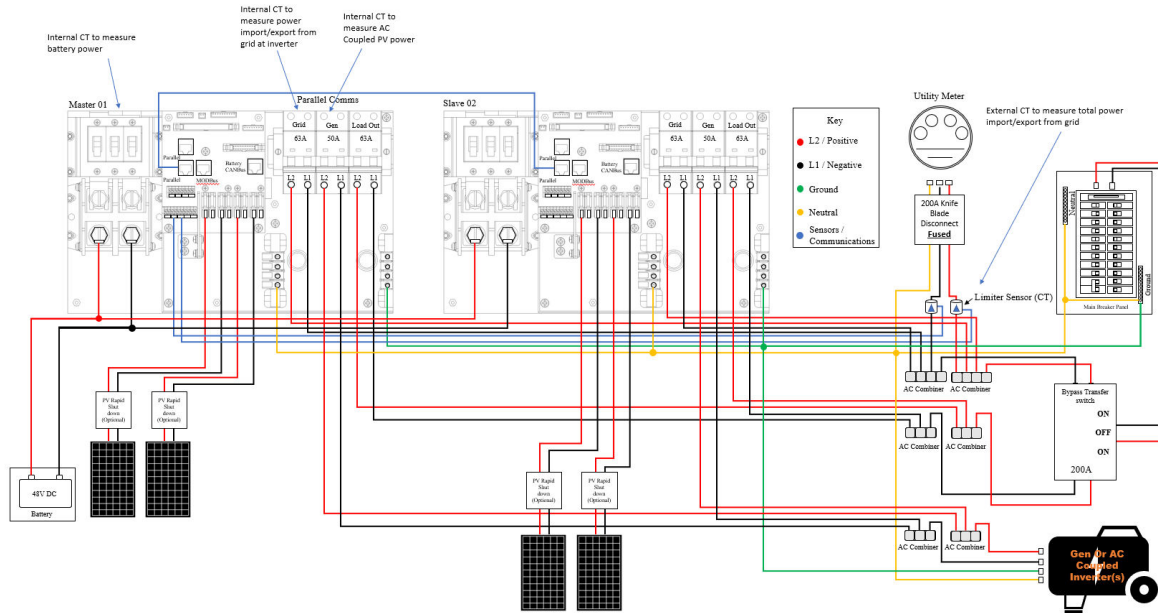 Internal CT to measure
battery power
Internal CT to
measure power
import/export from
grid at inverter
Internal CT to
measure AC
Coupled PV power
Master 01
Parallel Comms
Slave 02
Grid
Gen
Load Out
63A
50A
63A
Parallel
Parallel
MODBus
Battery
CANBus
L2
L1
L2
L1
L2
L1
Grid
Gen
Load Out
63A
50A
63A
Parallel
Parallel
MODBus
Battery
CANBus
L2
L1
L2
L1
L2
L1
Key
L2 / Positive
L1 / Negative
Ground
Neutral
Sensors /
Communications
Utility Meter
200A Knife
Blade
Disconnect
Fused
External CT to measure total power
import/export from grid
Limiter Sensor (CT)
Neutral
Ground
Main Breaker Panel
AC Combiner
AC Combiner
Bypass Transfer
switch
ON
OFF
ON
200A
AC Combiner
AC Combiner
AC Combiner
AC Combiner
PV Rapid
Shut
down
(Optional)
PV Rapid
Shut
down
(Optional)
PV Rapid
Shut
down
(Optional)
PV Rapid
Shut
down
(Optional)
48V DC
Battery
Gen Or AC
Coupled
Inverter(s)